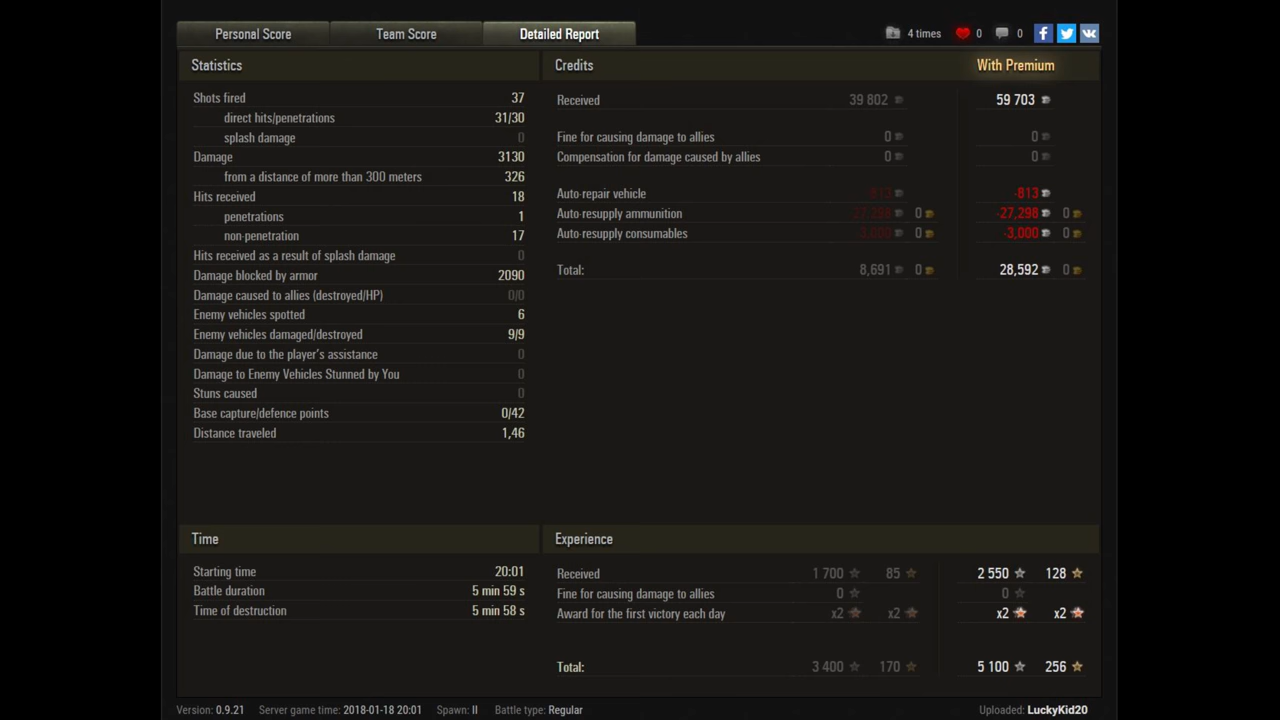 Personal Score Team Score Detailed Report 4 times 0 0
Statistics
Shots fired 37
direct hits/penetrations 31/30
splash damage 0
Damage 3130
from a distance of more than 300 meters 326
Hits received 18
penetrations 1
non-penetration 17
Hits received as a result of splash damage 0
Damage blocked by armor 2090
Damage caused to allies (destroyed/HP) 0/0
Enemy vehicles spotted 6
Enemy vehicles damaged/destroyed 9/9
Damage due to the player's assistance 0
Damage to Enemy Vehicles Stunned by You 0
Stuns caused 0
Base capture/defence points 0/42
Distance traveled 1,46
Credits With Premium
Received 39 802 59 703
Fine for causing damage to allies 0 0
Compensation for damage caused by allies 0 0
Auto-repair vehicle -813 -813
Auto-resupply ammunition -27,298 0 -27,298 0
Auto-resupply consumables -3,000 0 -3,000 0
Total: 8,691 0 28,592 0
Time
Starting time 20:01
Battle duration 5 min 59 s
Time of destruction 5 min 58 s
Experience
Received 1 700 85 2 550 128
Fine for causing damage to allies 0 0
Award for the first victory each day x2 x2 x2 x2
Total: 3 400 170 5 100 256
Version: 0.9.21 Server game time: 2018-01-18 20:01 Spawn: II Battle type: Regular Uploaded: LuckyKid20